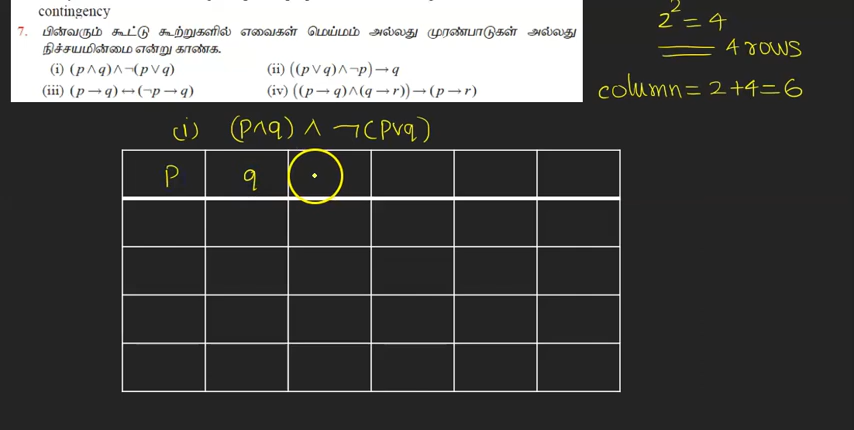 contingency
7. பின்வரும் கூட்டு கூற்றுகளில் எவைகள் மெய்மம் அல்லது முரண்பாடுகள் அல்லது
நிச்சயமின்மை என்று காண்க.
(i) (p ∧ q) ∧ ¬(p ∨ q) (ii) ((p ∨ q) ∧ ¬p) → q
(iii) (p → q) ↔ (¬p → q) (iv) ((p → q) ∧ (q → r)) → (p → r)
2² = 4
4 rows
column = 2+4 = 6
(i) (p∧q) ∧ ¬(p∨q)
p q